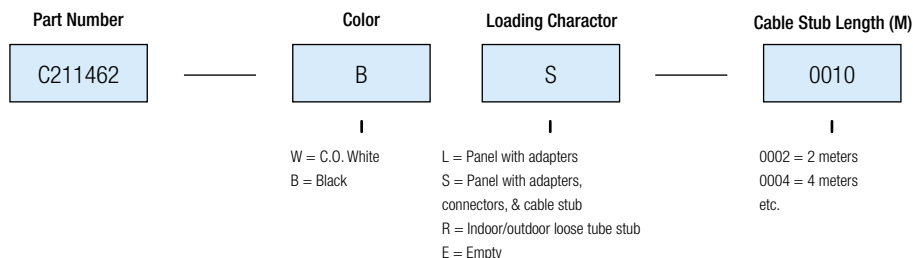 Part Number
Color
Loading Charactor
Cable Stub Length (M)
C211462
B
S
0010
W = C.O. White
B = Black
L = Panel with adapters
S = Panel with adapters,
connectors, & cable stub
R = Indoor/outdoor loose tube stub
E = Empty
0002 = 2 meters
0004 = 4 meters
etc.